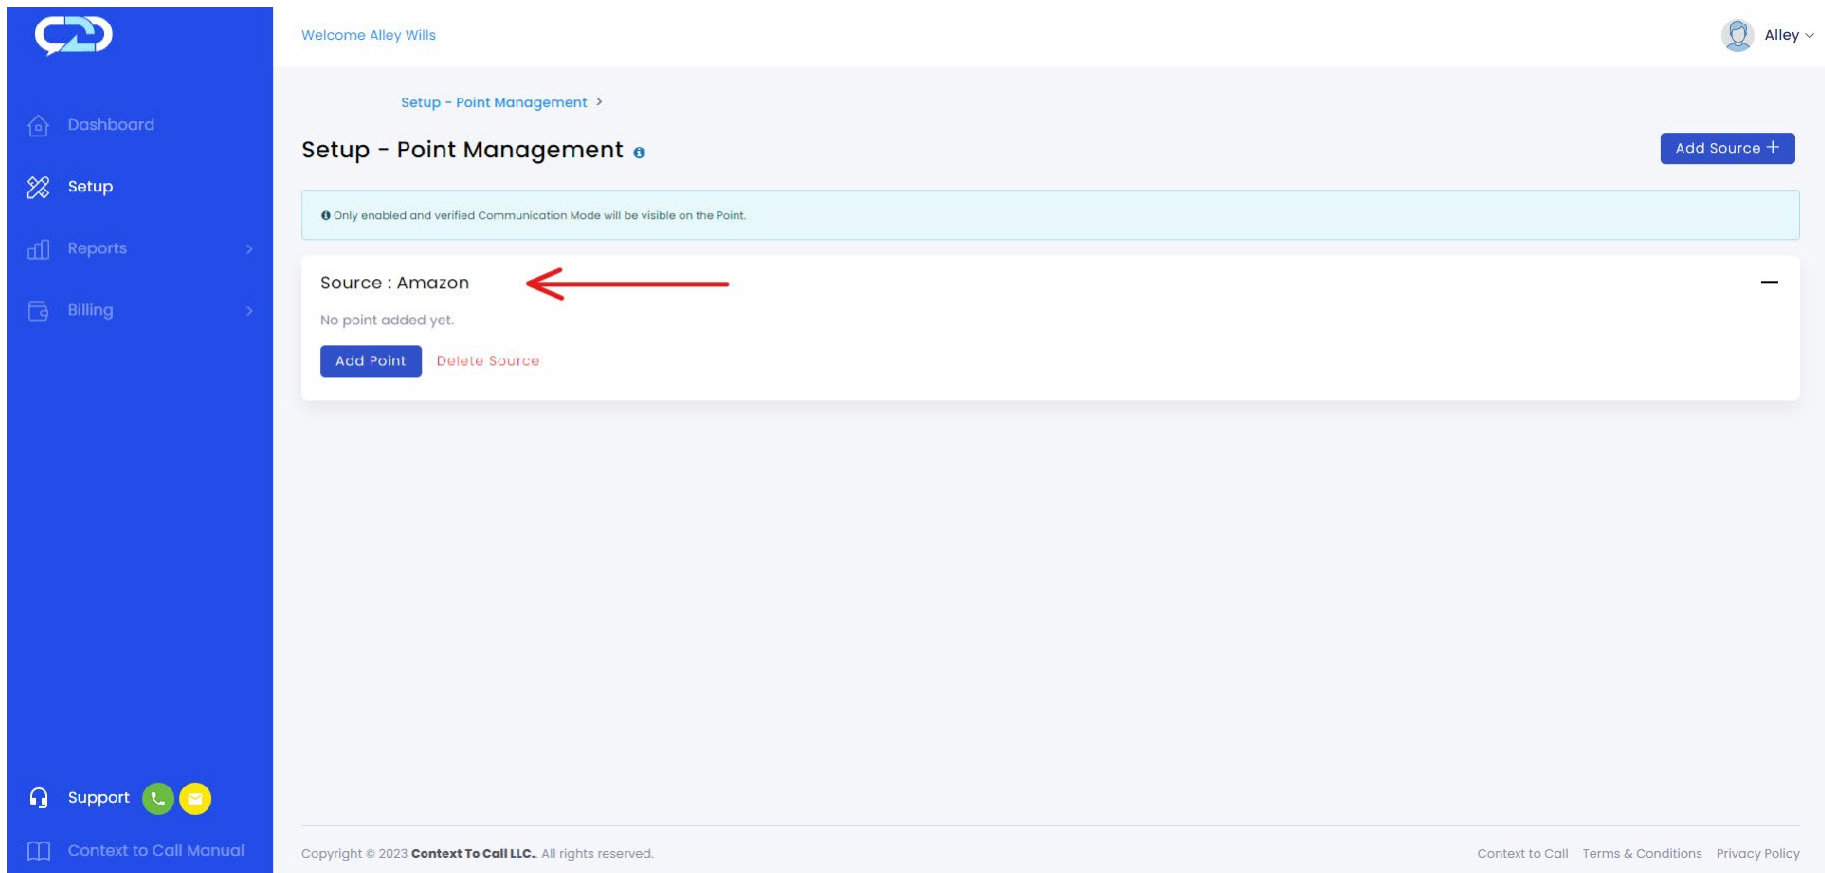 Welcome Alley Wills
Alley
Dashboard
Setup
Reports
Billing
Support
Context to Call Manual
Setup - Point Management >
Setup - Point Management
Add Source +
Only enabled and verified Communication Mode will be visible on the Point.
Source : Amazon
No point added yet.
Add Point
Delete Source
Copyright © 2023 Context To Call LLC.. All rights reserved.
Context to Call
Terms & Conditions
Privacy Policy